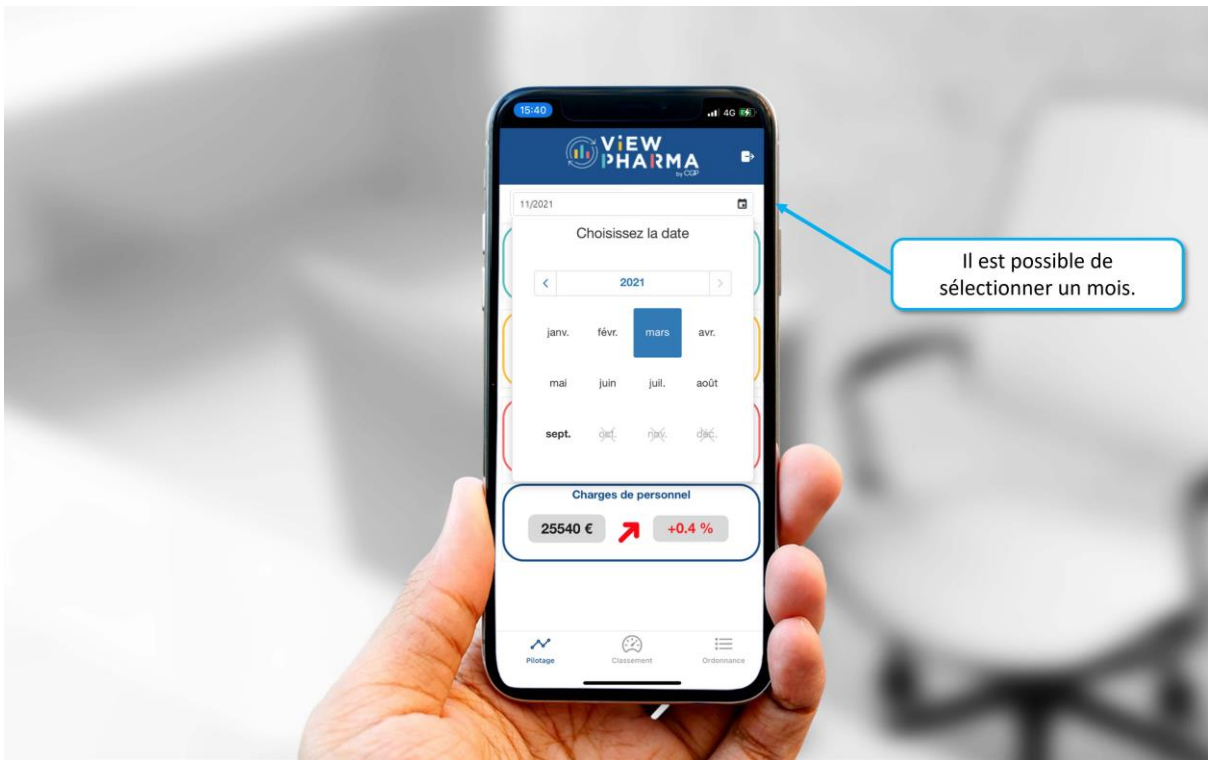 15:40
4G
ViEW
PHARMA
by CGP
11/2021
Choisissez la date
2021
janv. févr. mars avr.
mai juin juil. août
sept. oct. nov. déc.
Il est possible de
sélectionner un mois.
Charges de personnel
25540 € +0.4 %
Pilotage Classement Ordonnance